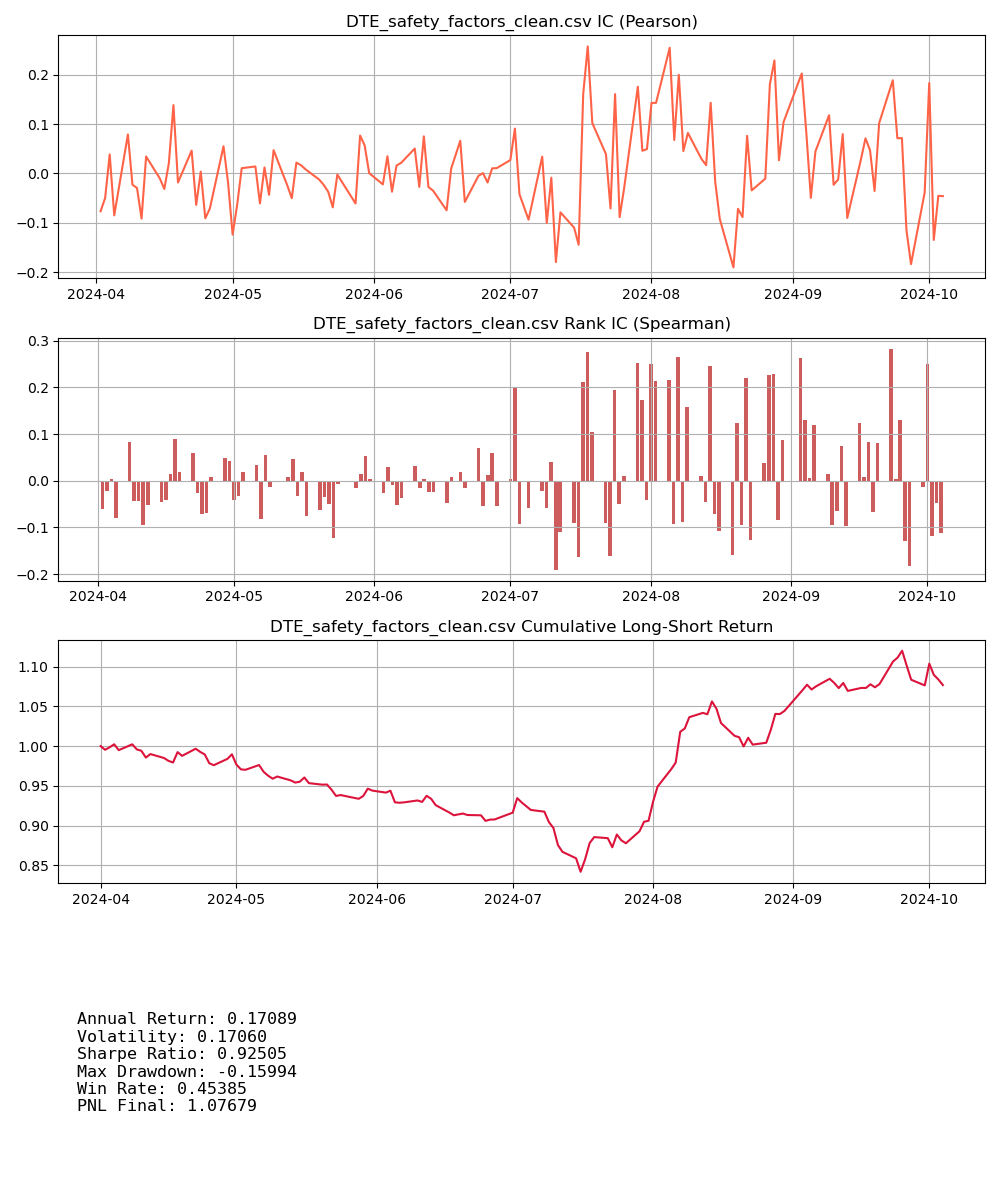 DTE_safety_factors_clean.csv IC (Pearson)
0.2
0.1
0.0
−0.1
−0.2
2024-04 2024-05 2024-06 2024-07 2024-08 2024-09 2024-10
DTE_safety_factors_clean.csv Rank IC (Spearman)
0.3
0.2
0.1
0.0
−0.1
−0.2
2024-04 2024-05 2024-06 2024-07 2024-08 2024-09 2024-10
DTE_safety_factors_clean.csv Cumulative Long-Short Return
1.10
1.05
1.00
0.95
0.90
0.85
2024-04 2024-05 2024-06 2024-07 2024-08 2024-09 2024-10
Annual Return: 0.17089
Volatility: 0.17060
Sharpe Ratio: 0.92505
Max Drawdown: -0.15994
Win Rate: 0.45385
PNL Final: 1.07679